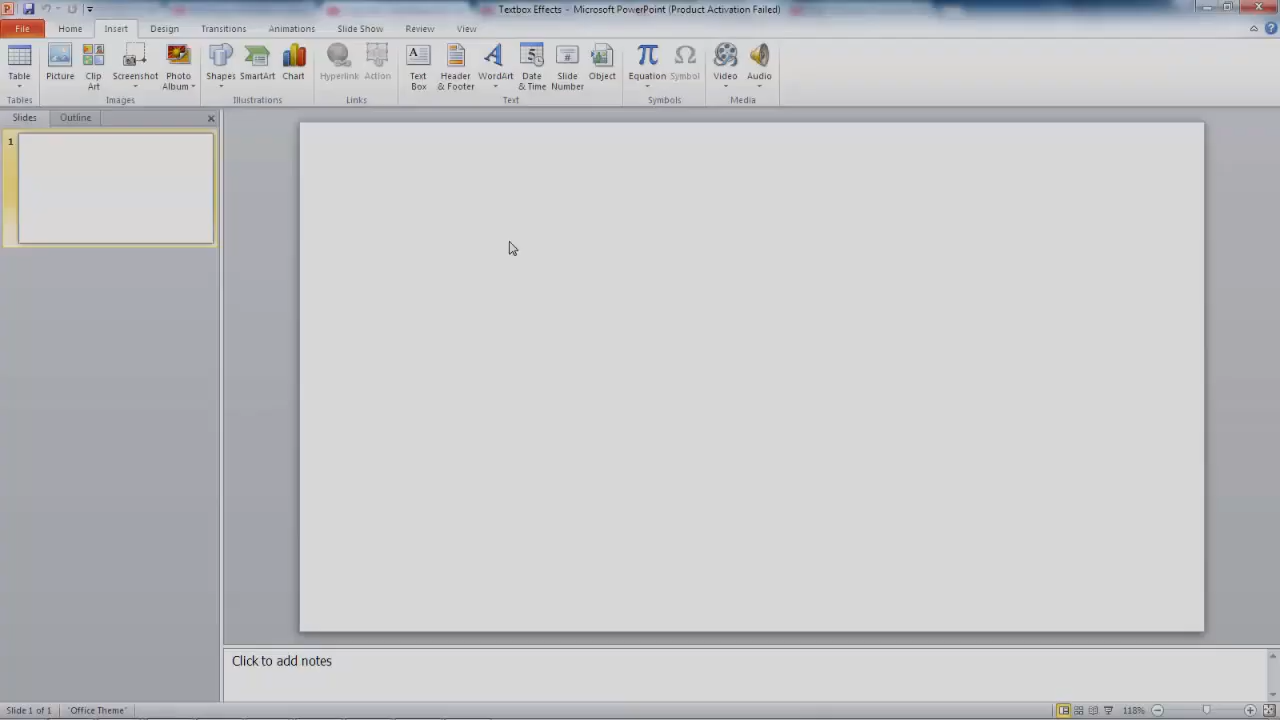 Textbox Effects - Microsoft PowerPoint (Product Activation Failed)
File Home Insert Design Transitions Animations Slide Show Review View
Table Picture Clip Art Screenshot Photo Album Shapes SmartArt Chart Hyperlink Action Text Box Header & Footer WordArt Date & Time Slide Number Object Equation Symbol Video Audio
Tables Images Illustrations Links Text Symbols Media
Slides Outline
1
Click to add notes
Slide 1 of 1 "Office Theme" 118%